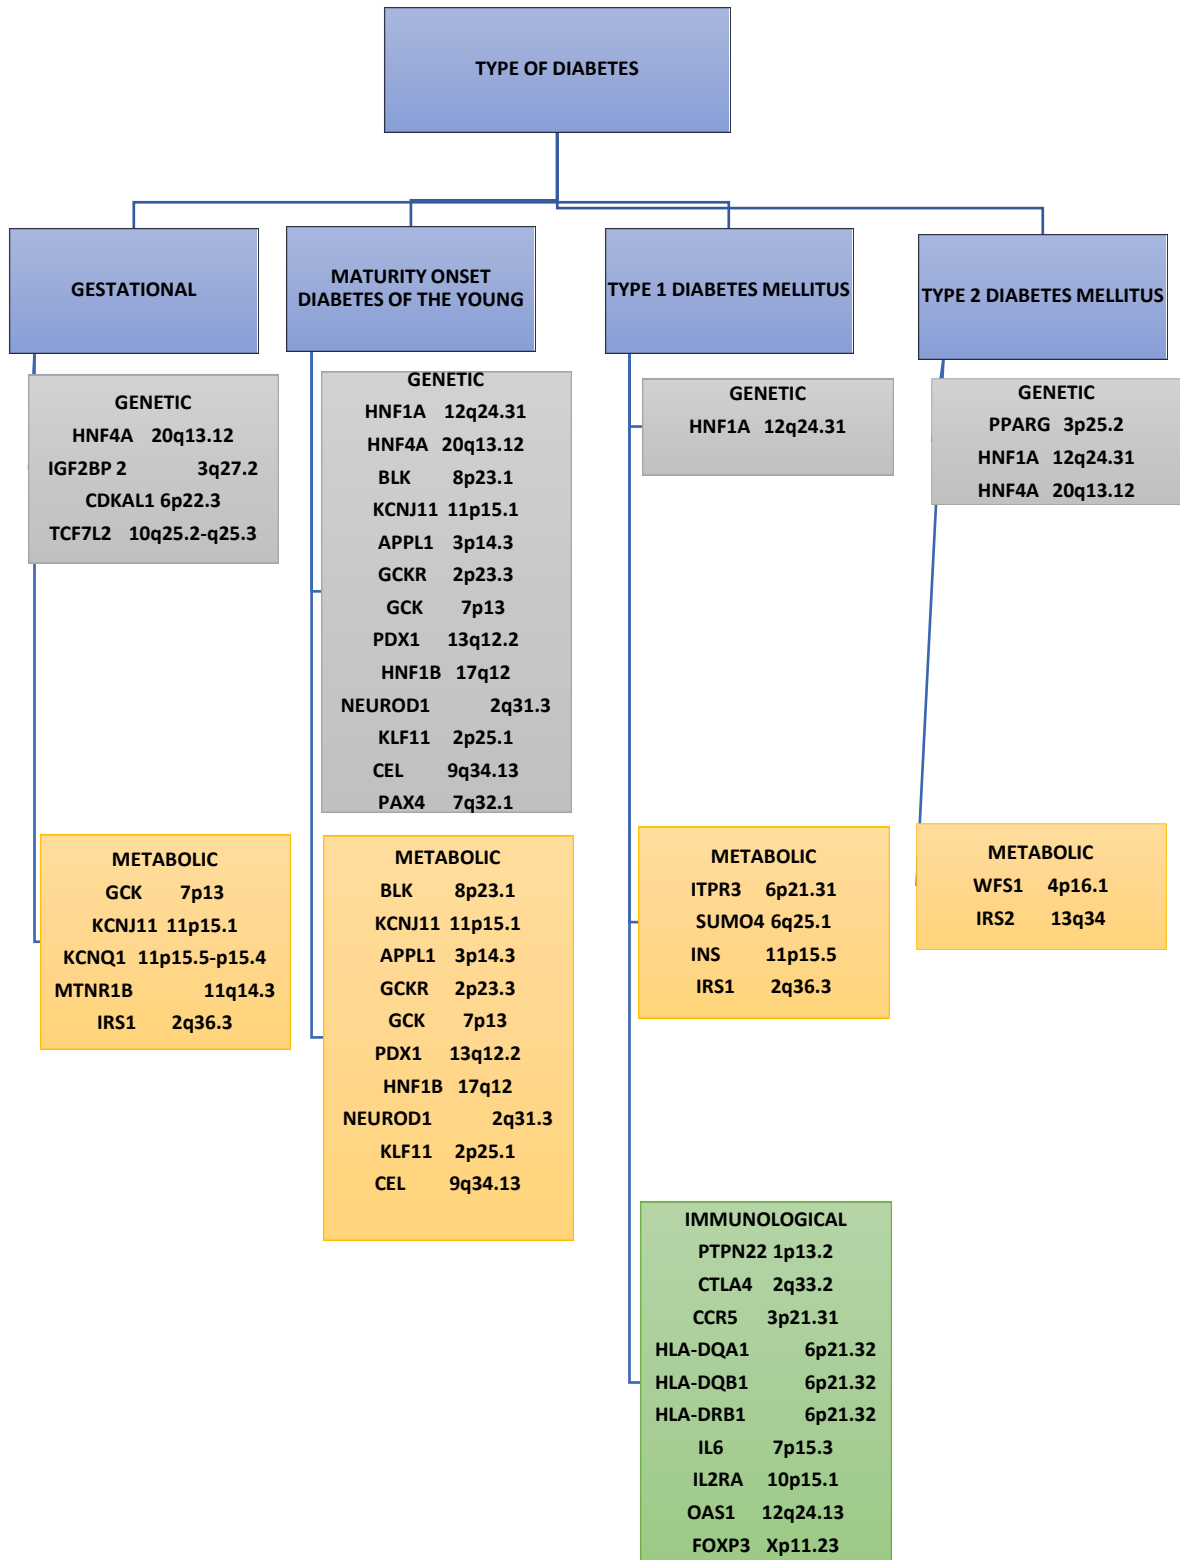 TYPE OF DIABETES
GESTATIONAL
MATURITY ONSET
DIABETES OF THE YOUNG
TYPE 1 DIABETES MELLITUS
TYPE 2 DIABETES MELLITUS
GENETIC
HNF4A 20q13.12
IGF2BP 2 3q27.2
CDKAL1 6p22.3
TCF7L2 10q25.2-q25.3
GENETIC
HNF1A 12q24.31
HNF4A 20q13.12
BLK 8p23.1
KCNJ11 11p15.1
APPL1 3p14.3
GCKR 2p23.3
GCK 7p13
PDX1 13q12.2
HNF1B 17q12
NEUROD1 2q31.3
KLF11 2p25.1
CEL 9q34.13
PAX4 7q32.1
GENETIC
HNF1A 12q24.31
GENETIC
PPARG 3p25.2
HNF1A 12q24.31
HNF4A 20q13.12
METABOLIC
GCK 7p13
KCNJ11 11p15.1
KCNQ1 11p15.5-p15.4
MTNR1B 11q14.3
IRS1 2q36.3
METABOLIC
BLK 8p23.1
KCNJ11 11p15.1
APPL1 3p14.3
GCKR 2p23.3
GCK 7p13
PDX1 13q12.2
HNF1B 17q12
NEUROD1 2q31.3
KLF11 2p25.1
CEL 9q34.13
METABOLIC
ITPR3 6p21.31
SUMO4 6q25.1
INS 11p15.5
IRS1 2q36.3
METABOLIC
WFS1 4p16.1
IRS2 13q34
IMMUNOLOGICAL
PTPN22 1p13.2
CTLA4 2q33.2
CCR5 3p21.31
HLA-DQA1 6p21.32
HLA-DQB1 6p21.32
HLA-DRB1 6p21.32
IL6 7p15.3
IL2RA 10p15.1
OAS1 12q24.13
FOXP3 Xp11.23